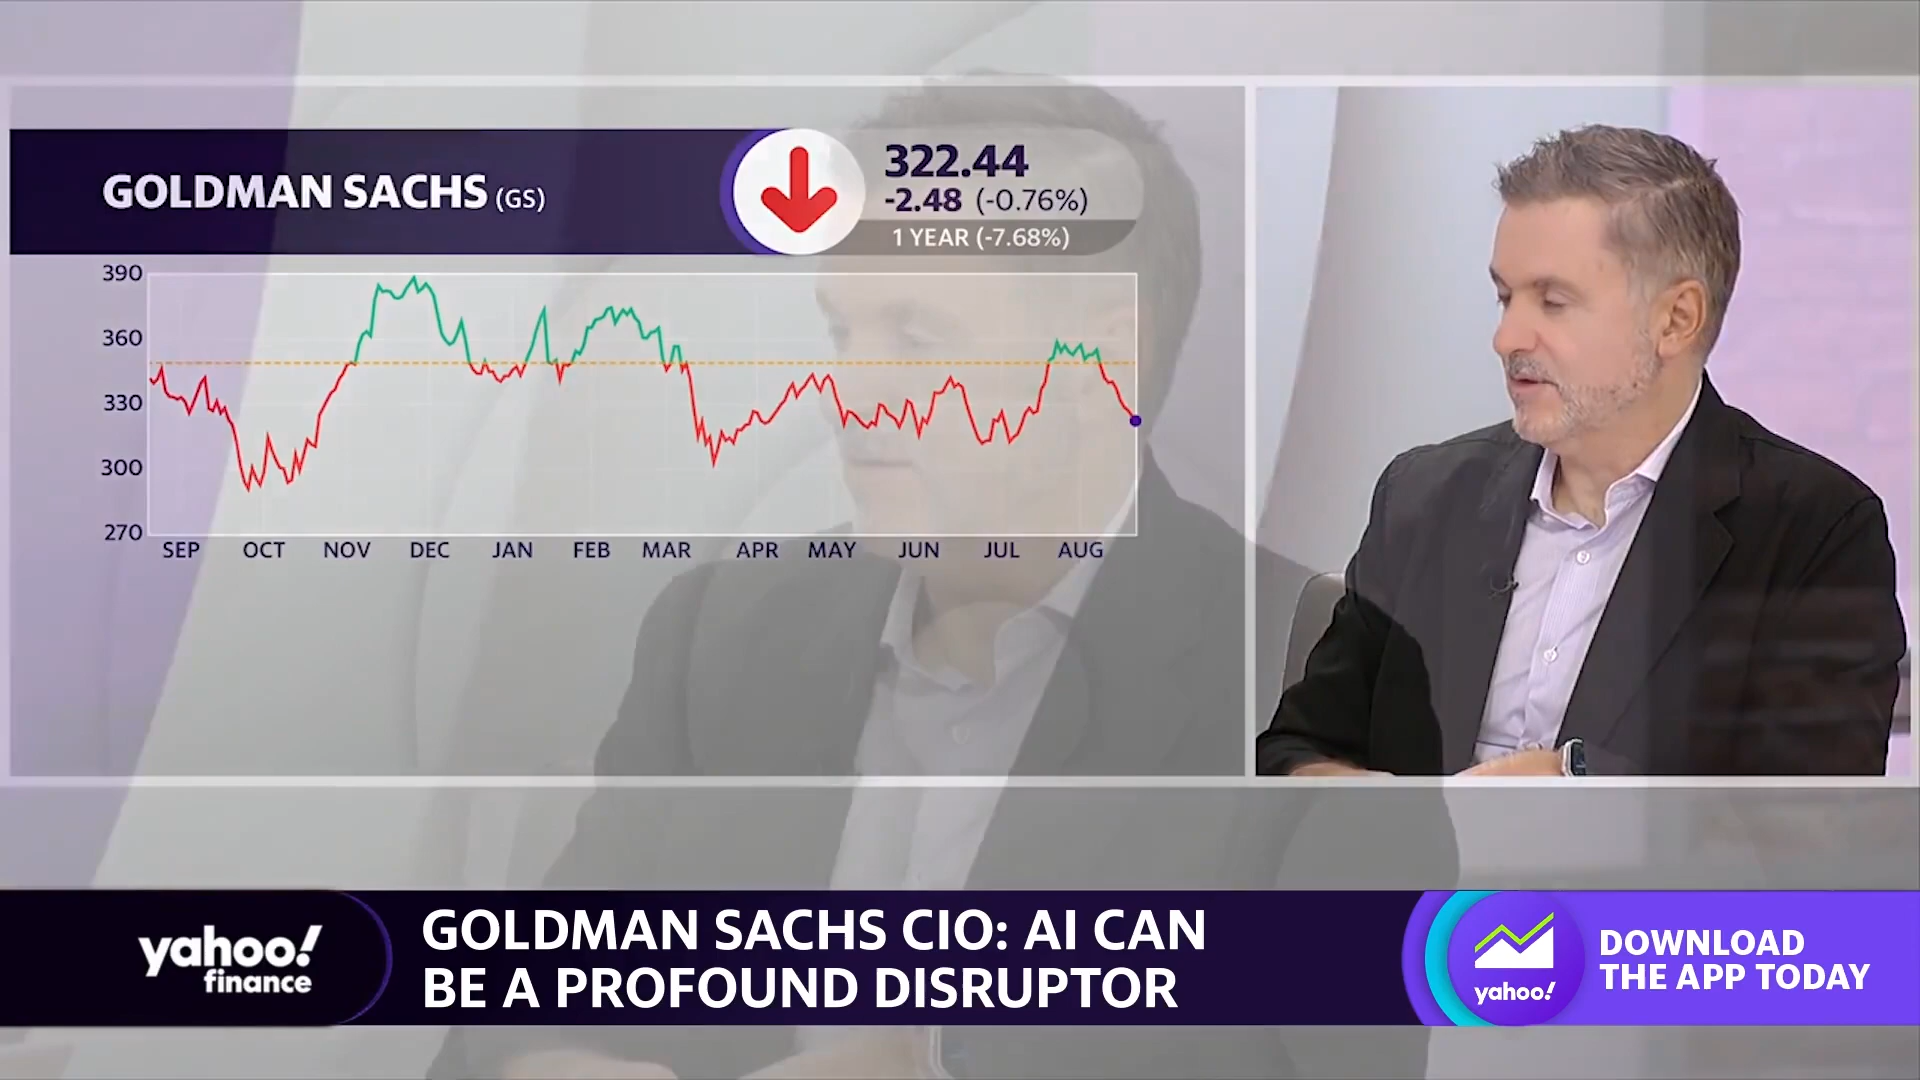 GOLDMAN SACHS (GS)
322.44
-2.48 (-0.76%)
1 YEAR (-7.68%)
390
360
330
300
270
SEP OCT NOV DEC JAN FEB MAR APR MAY JUN JUL AUG
yahoo!
finance
GOLDMAN SACHS CIO: AI CAN
BE A PROFOUND DISRUPTOR
yahoo!
DOWNLOAD
THE APP TODAY